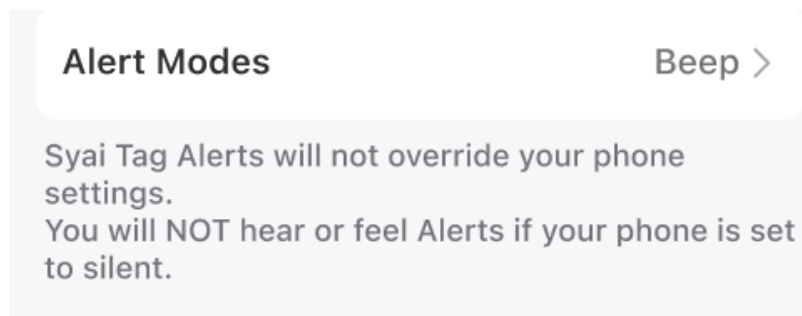 Alert Modes Beep >
Syai Tag Alerts will not override your phone
settings.
You will NOT hear or feel Alerts if your phone is set
to silent.